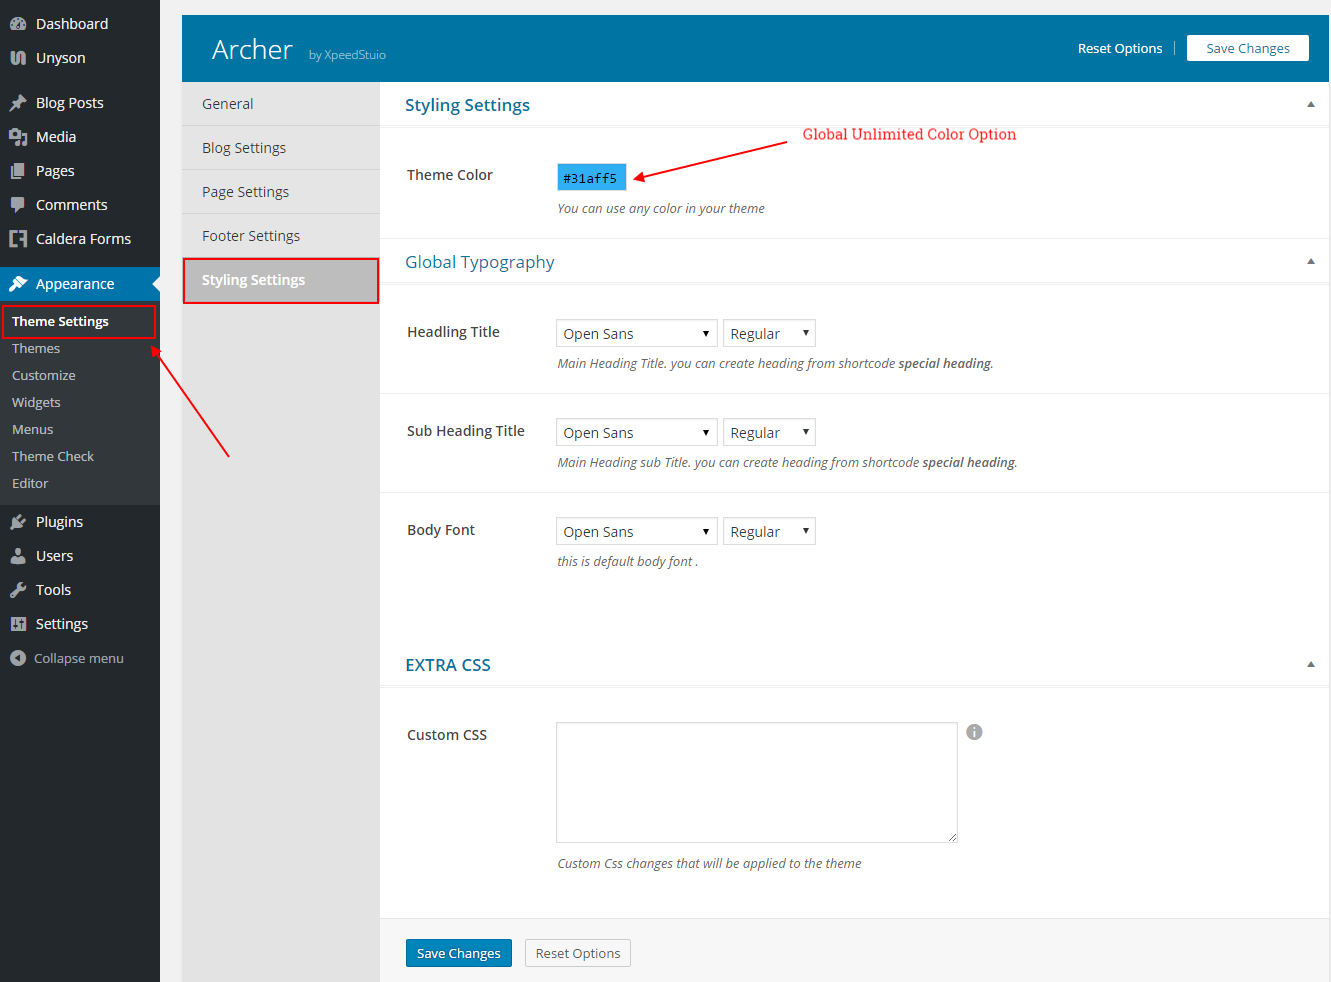 Dashboard
Unyson
Blog Posts
Media
Pages
Comments
Caldera Forms
Appearance
Theme Settings
Themes
Customize
Widgets
Menus
Theme Check
Editor
Plugins
Users
Tools
Settings
Collapse menu
Archer by XpeedStuio
Reset Options
Save Changes
General
Blog Settings
Page Settings
Footer Settings
Styling Settings
Styling Settings
Global Unlimited Color Option
Theme Color
#31aff5
You can use any color in your theme
Global Typography
Headling Title
Open Sans
Regular
Main Heading Title. you can create heading from shortcode special heading.
Sub Heading Title
Open Sans
Regular
Main Heading sub Title. you can create heading from shortcode special heading.
Body Font
Open Sans
Regular
this is default body font .
EXTRA CSS
Custom CSS
Custom Css changes that will be applied to the theme
Save Changes
Reset Options